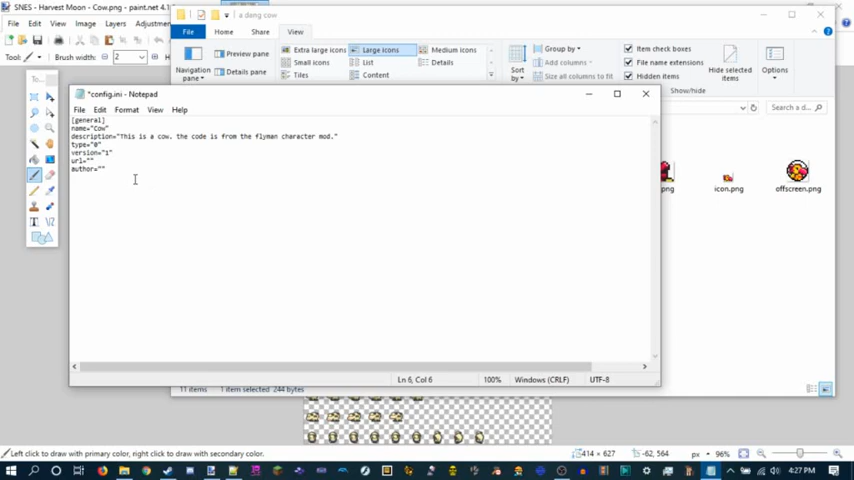 SNES - Harvest Moon - Cow.png - paint.net 4.1
a dang cow
File Edit View Image Layers Adjustm
File Home Share View
Tool: Brush width: 2
Navigation pane
Preview pane
Details pane
Extra large icons Large icons Medium icons
Small icons List Details
Tiles Content
Sort by
Group by
Add columns
Size all columns to fit
Item check boxes
File name extensions
Hidden items
Hide selected items
Show/hide
To...
Search a d...
*config.ini - Notepad
File Edit Format View Help
[general]
name="Cow"
description="This is a cow. the code is from the flyman character mod."
type="0"
version="1"
url=""
author=""
png icon.png offscreen.png
Ln 6, Col 6 100% Windows (CRLF) UTF-8
11 items 1 item selected 244 bytes
Left click to draw with primary color, right click to draw with secondary color. 414 × 627 -62, 564 px 96%
4:27 PM